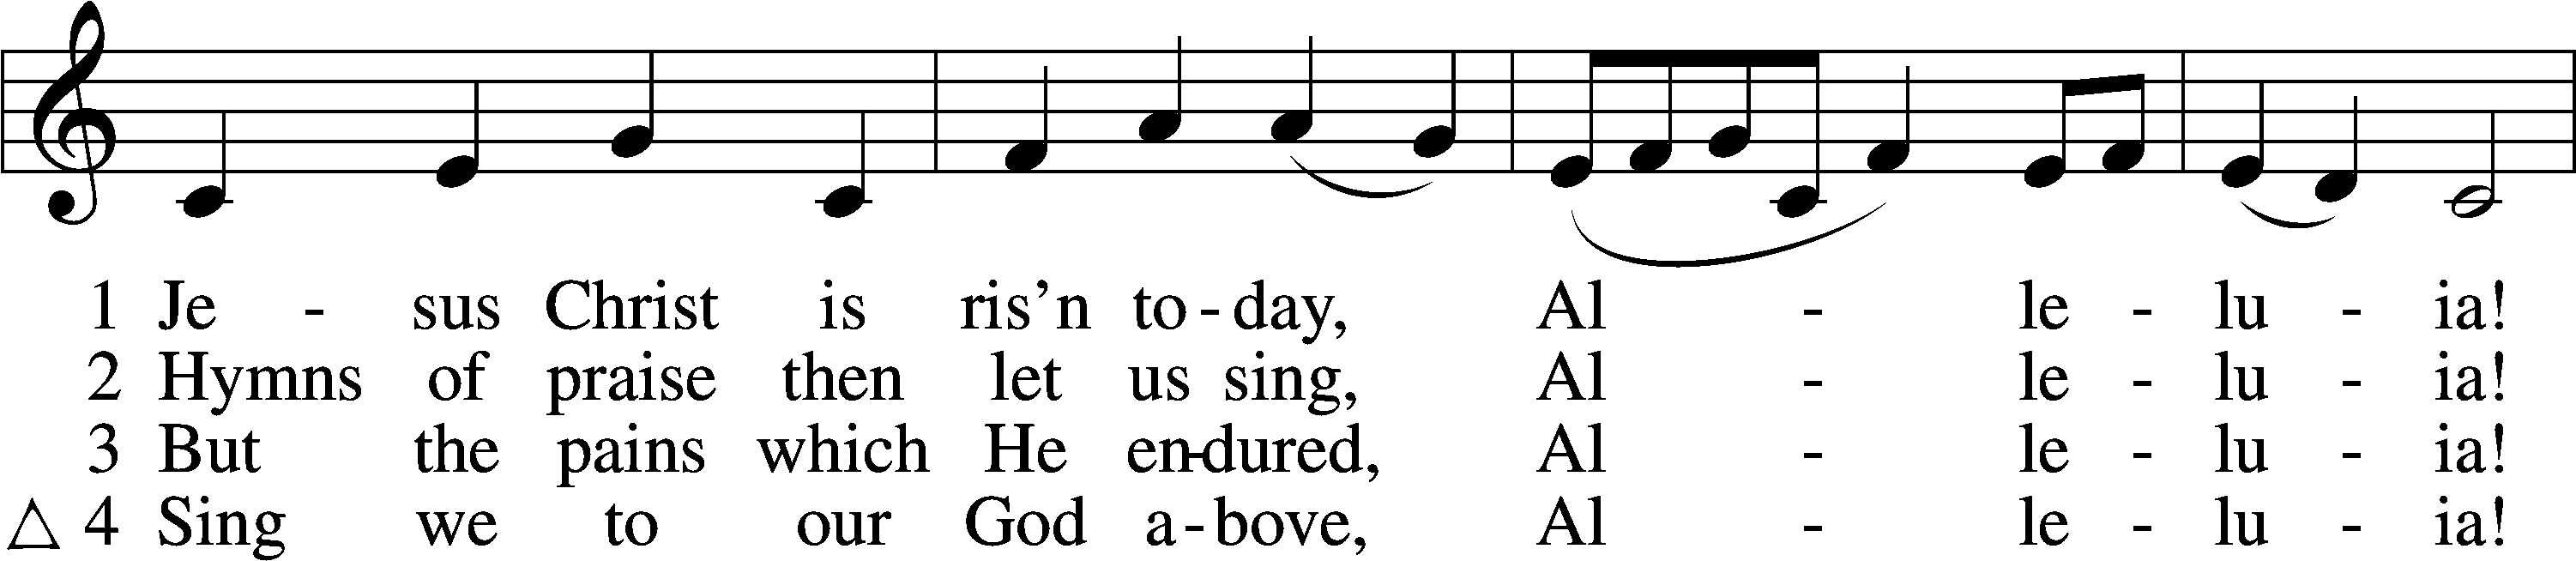 1 Je - sus Christ is ris’n to - day, Al - le - lu - ia!
2 Hymns of praise then let us sing, Al - le - lu - ia!
3 But the pains which He en - dured, Al - le - lu - ia!
△ 4 Sing we to our God a - bove, Al - le - lu - ia!